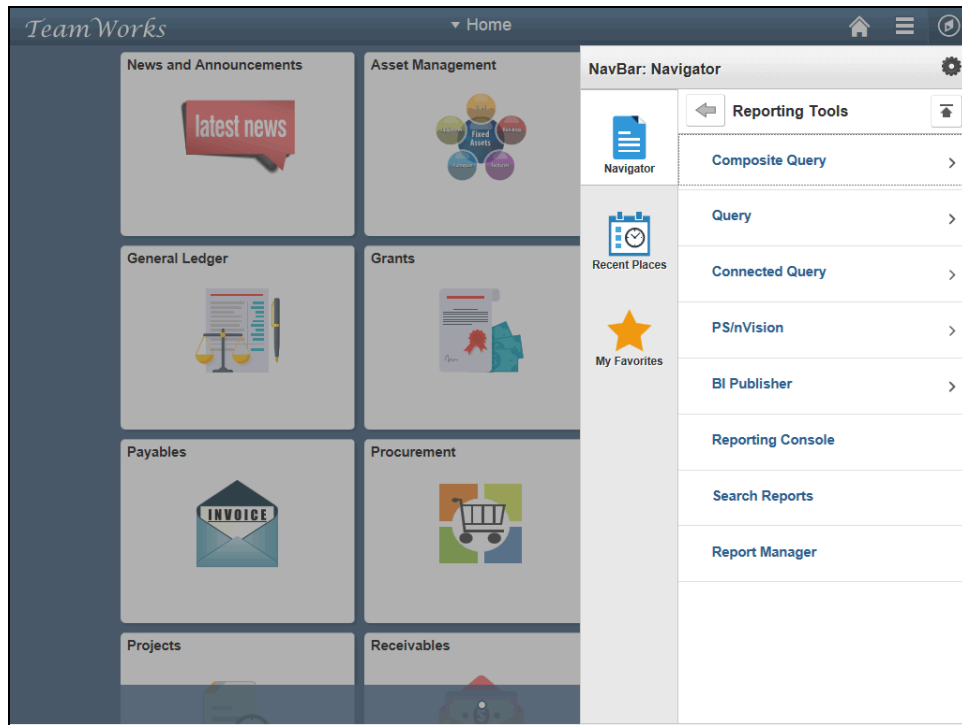 TeamWorks
Home
News and Announcements
latest news
Asset Management
Fixed
Assets
General Ledger
Grants
Payables
INVOICE
Procurement
Projects
Receivables
NavBar: Navigator
Navigator
Recent Places
My Favorites
Reporting Tools
Composite Query
Query
Connected Query
PS/nVision
BI Publisher
Reporting Console
Search Reports
Report Manager